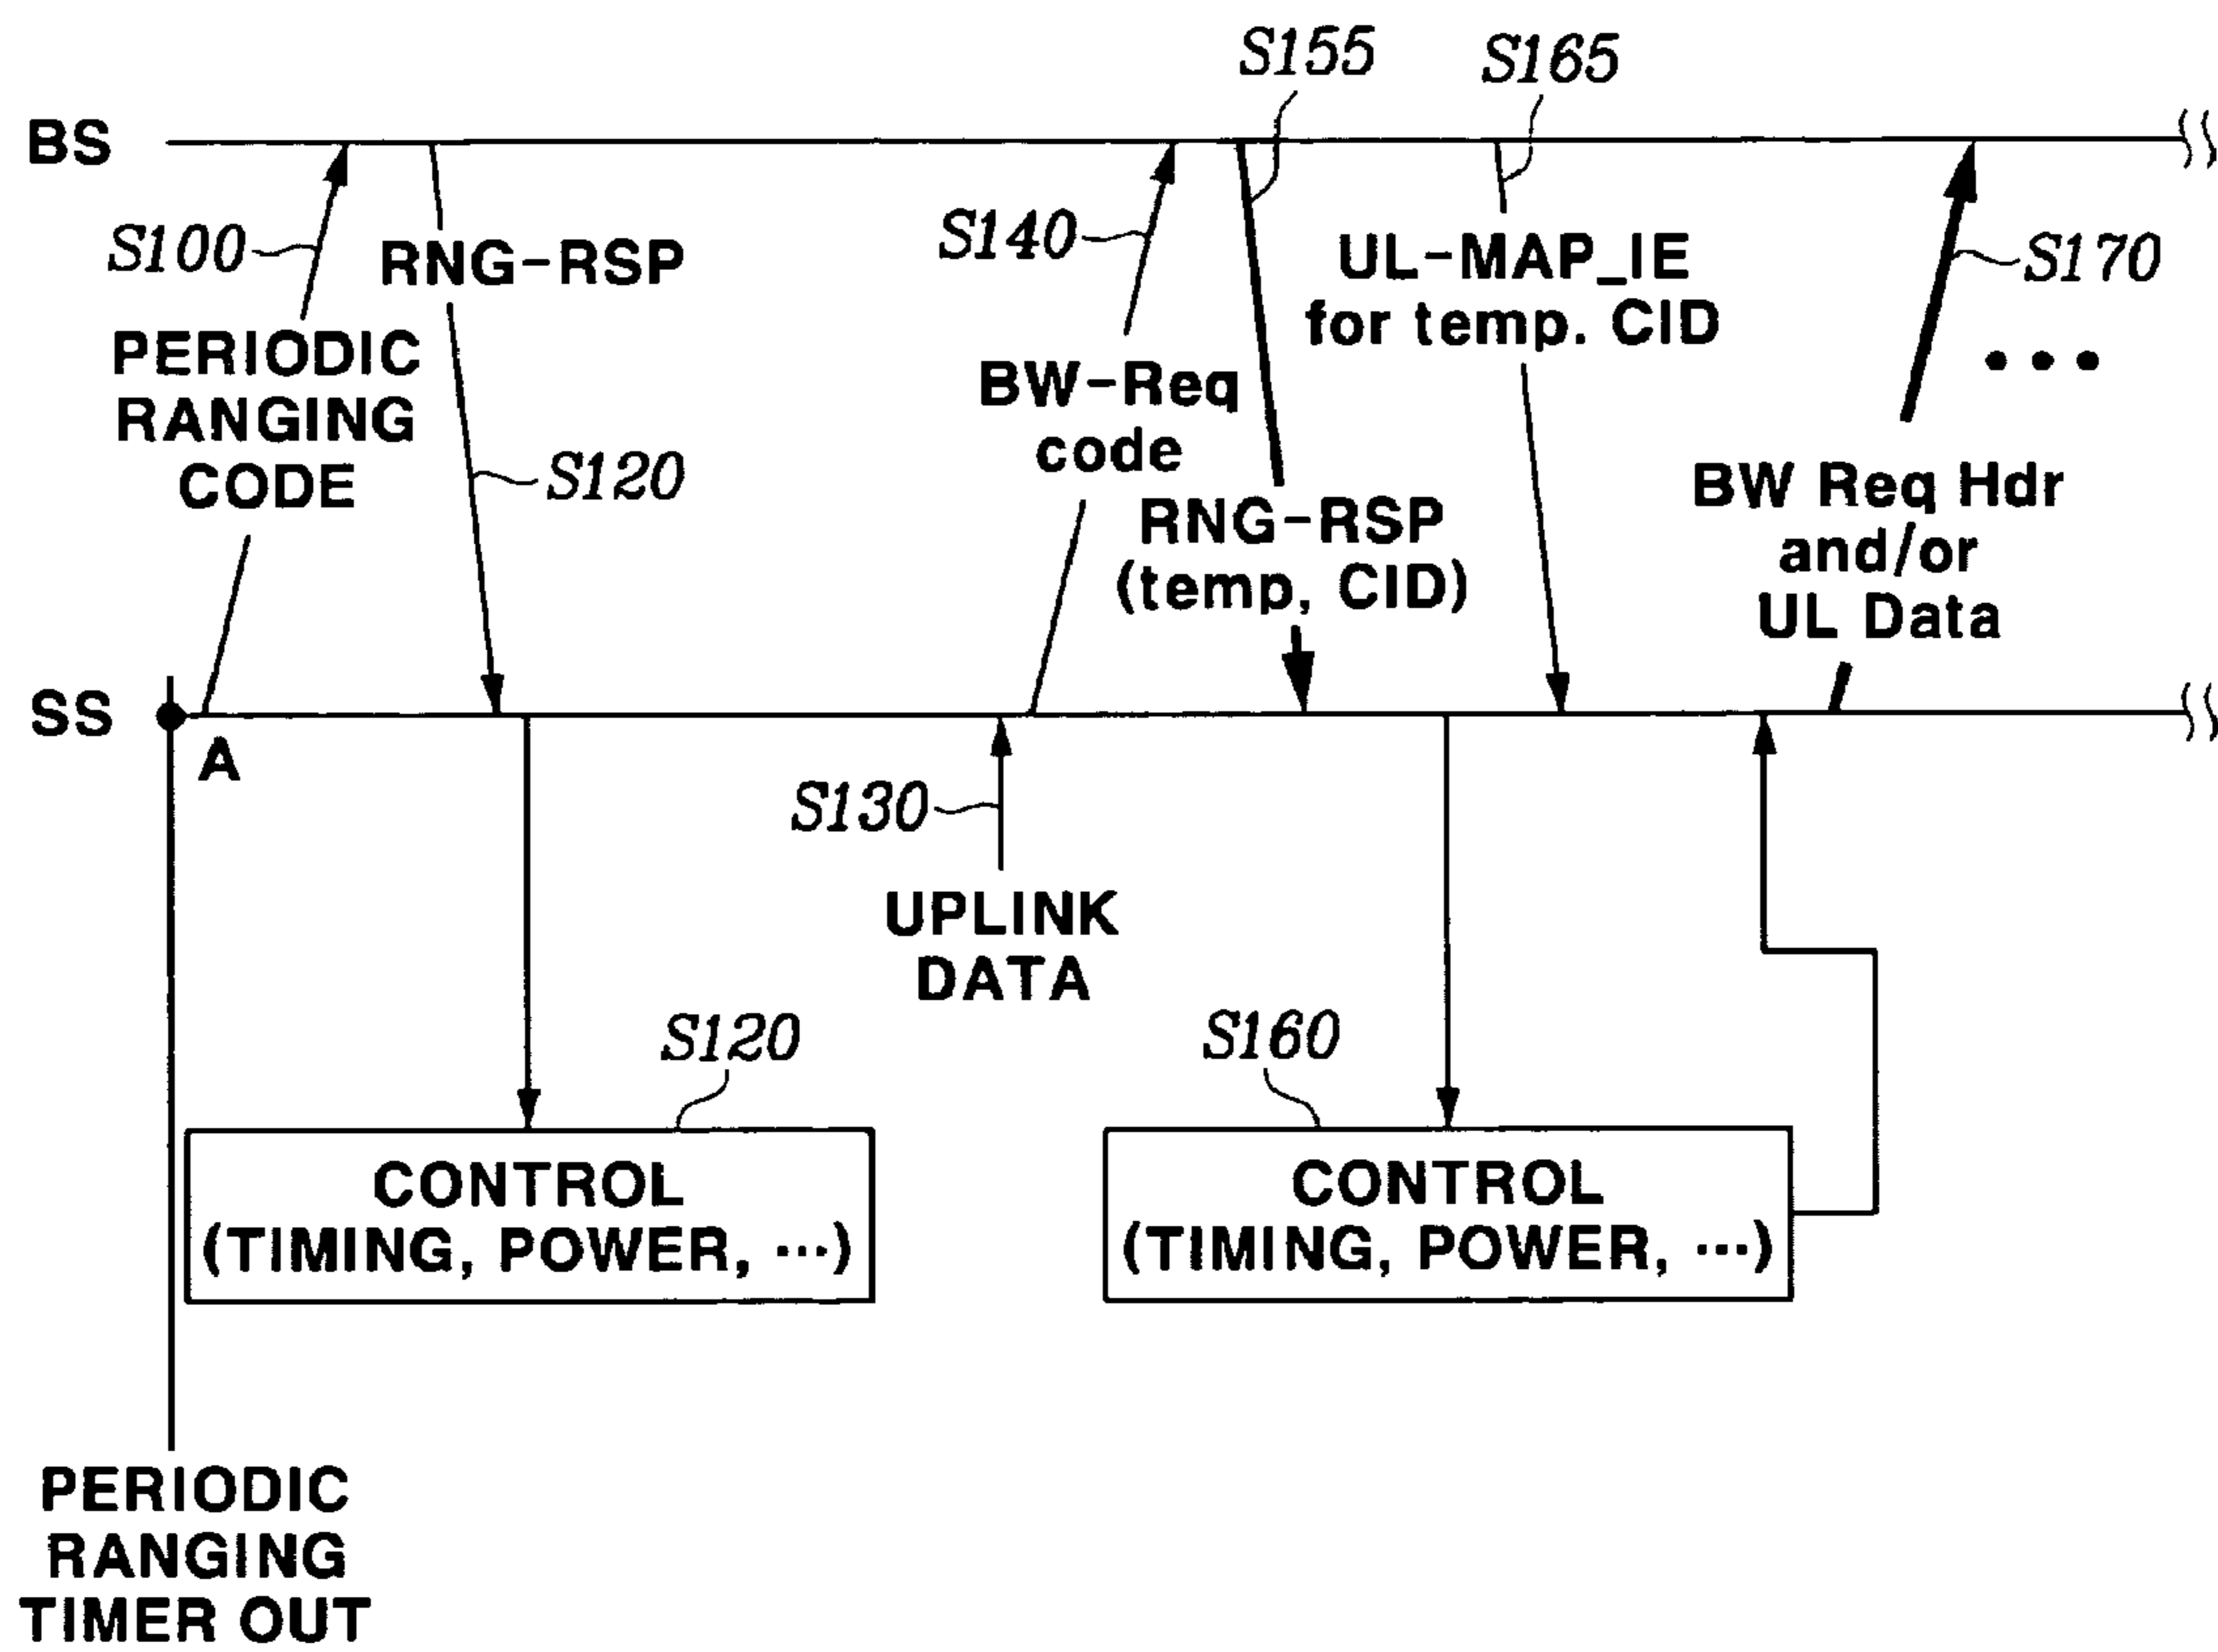 S155
S165
BS
S100
RNG-RSP
S140
UL-MAP_IE
for temp. CID
S170
PERIODIC
RANGING
CODE
S120
BW-Req
code
• • •
RNG-RSP
(temp, CID)
BW Req Hdr
and/or
UL Data
SS
A
S130
UPLINK
DATA
S120
S160
CONTROL
(TIMING, POWER, ···)
CONTROL
(TIMING, POWER, ···)
PERIODIC
RANGING
TIMER OUT